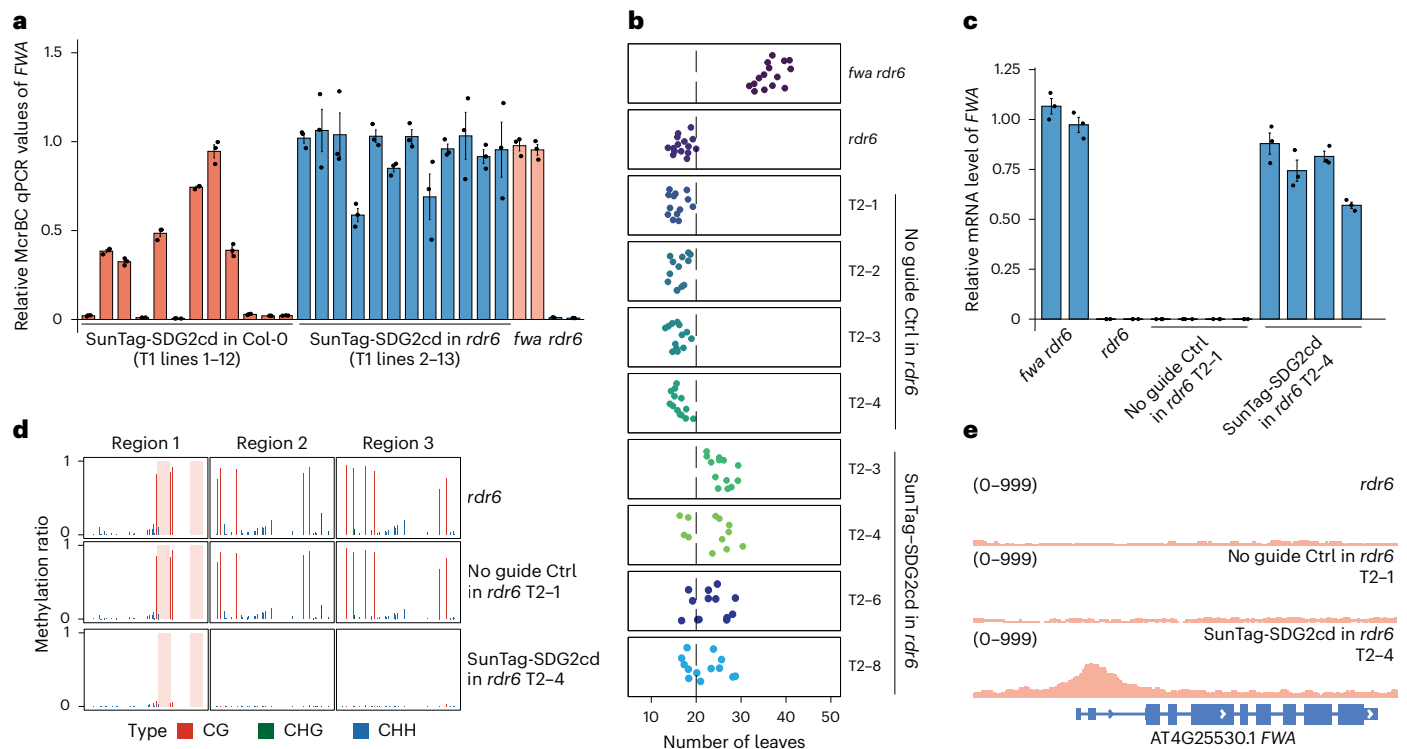 a
Relative McrBC qPCR values of FWA
1.5
1.0
0.5
0
SunTag-SDG2cd in Col-0
(T1 lines 1–12)
SunTag-SDG2cd in rdr6
(T1 lines 2–13)
fwa rdr6
b
fwa rdr6
rdr6
T2–1
T2–2
T2–3
T2–4
No guide Ctrl in rdr6
T2–3
T2–4
T2–6
T2–8
SunTag–SDG2cd in rdr6
10 20 30 40 50
Number of leaves
c
Relative mRNA level of FWA
1.25
1.00
0.75
0.50
0.25
0
fwa rdr6
rdr6
No guide Ctrl
in rdr6 T2–1
SunTag-SDG2cd
in rdr6 T2–4
d
Region 1 Region 2 Region 3
Methylation ratio
1
0
rdr6
1
0
No guide Ctrl
in rdr6 T2–1
1
0
SunTag-SDG2cd
in rdr6 T2–4
Type CG CHG CHH
e
(0–999) rdr6
(0–999) No guide Ctrl in rdr6
T2–1
(0–999) SunTag-SDG2cd in rdr6
T2–4
AT4G25530.1 FWA